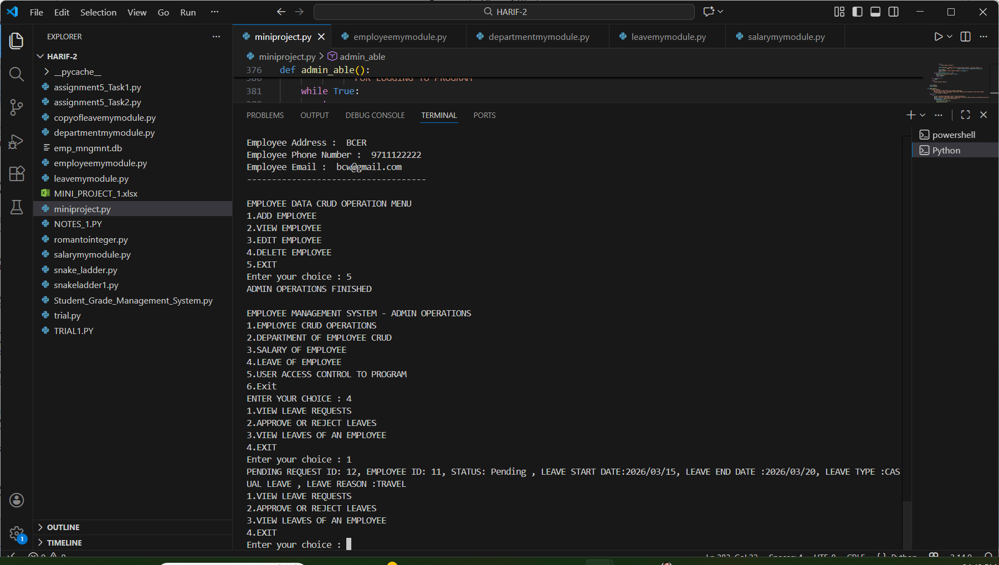 File Edit Selection View Go Run ...
HARIF-2
EXPLORER
HARIF-2
__pycache__
assignment5_Task1.py
assignment5_Task2.py
copyofleavemymodule.py
departmentmymodule.py
emp_mngmnt.db
employeemymodule.py
leavemymodule.py
MINI_PROJECT_1.xlsx
miniproject.py
NOTES_1.PY
romantointeger.py
salarymymodule.py
snake_ladder.py
snakeladder1.py
Student_Grade_Management_System.py
trial.py
TRIAL1.PY
OUTLINE
TIMELINE
1
miniproject.py employeemymodule.py departmentmymodule.py leavemymodule.py salarymymodule.py
miniproject.py > admin_able
376 def admin_able():
380 FOR LOGGING TO PROGRAM
381 while True:
PROBLEMS OUTPUT DEBUG CONSOLE TERMINAL PORTS
powershell
Python
Employee Address :  BCER
Employee Phone Number :  9711122222
Employee Email :  bcw@gmail.com
------------------------------------
EMPLOYEE DATA CRUD OPERATION MENU
1.ADD EMPLOYEE
2.VIEW EMPLOYEE
3.EDIT EMPLOYEE
4.DELETE EMPLOYEE
5.EXIT
Enter your choice : 5
ADMIN OPERATIONS FINISHED
EMPLOYEE MANAGEMENT SYSTEM - ADMIN OPERATIONS
1.EMPLOYEE CRUD OPERATIONS
2.DEPARTMENT OF EMPLOYEE CRUD
3.SALARY OF EMPLOYEE
4.LEAVE OF EMPLOYEE
5.USER ACCESS CONTROL TO PROGRAM
6.Exit
ENTER YOUR CHOICE : 4
1.VIEW LEAVE REQUESTS
2.APPROVE OR REJECT LEAVES
3.VIEW LEAVES OF AN EMPLOYEE
4.EXIT
Enter your choice : 1
PENDING REQUEST ID: 12, EMPLOYEE ID: 11, STATUS: Pending , LEAVE START DATE:2026/03/15, LEAVE END DATE :2026/03/20, LEAVE TYPE :CAS
UAL LEAVE , LEAVE REASON :TRAVEL
1.VIEW LEAVE REQUESTS
2.APPROVE OR REJECT LEAVES
3.VIEW LEAVES OF AN EMPLOYEE
4.EXIT
Enter your choice :